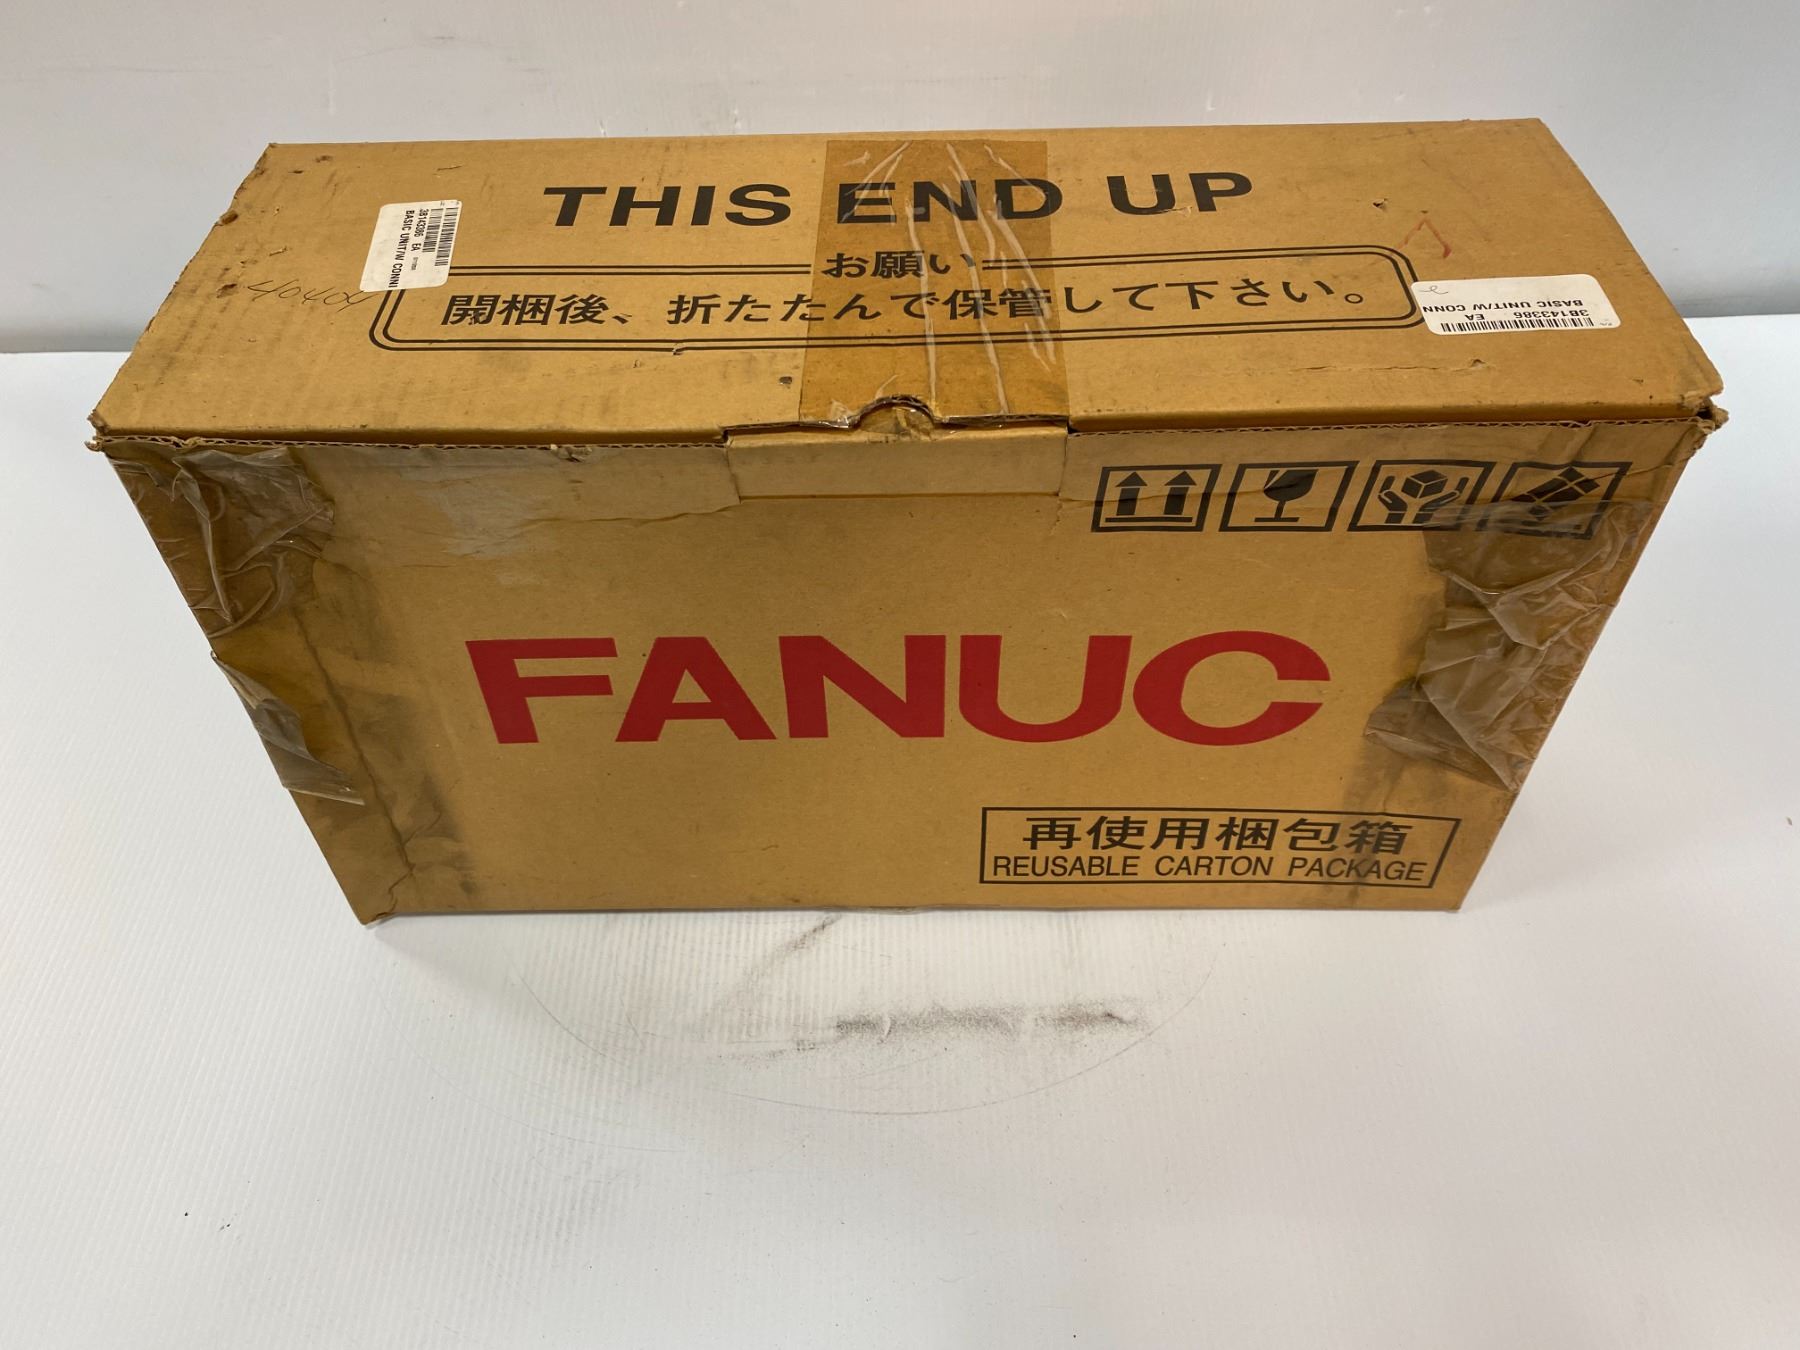 THIS END UP
お願い
開梱後、折たたんで保管して下さい。
3B143386 EA
BASIC UNIT/W CONN
40404
3B143386 EA
BASIC UNIT/W CONN
FANUC
再使用梱包箱
REUSABLE CARTON PACKAGE